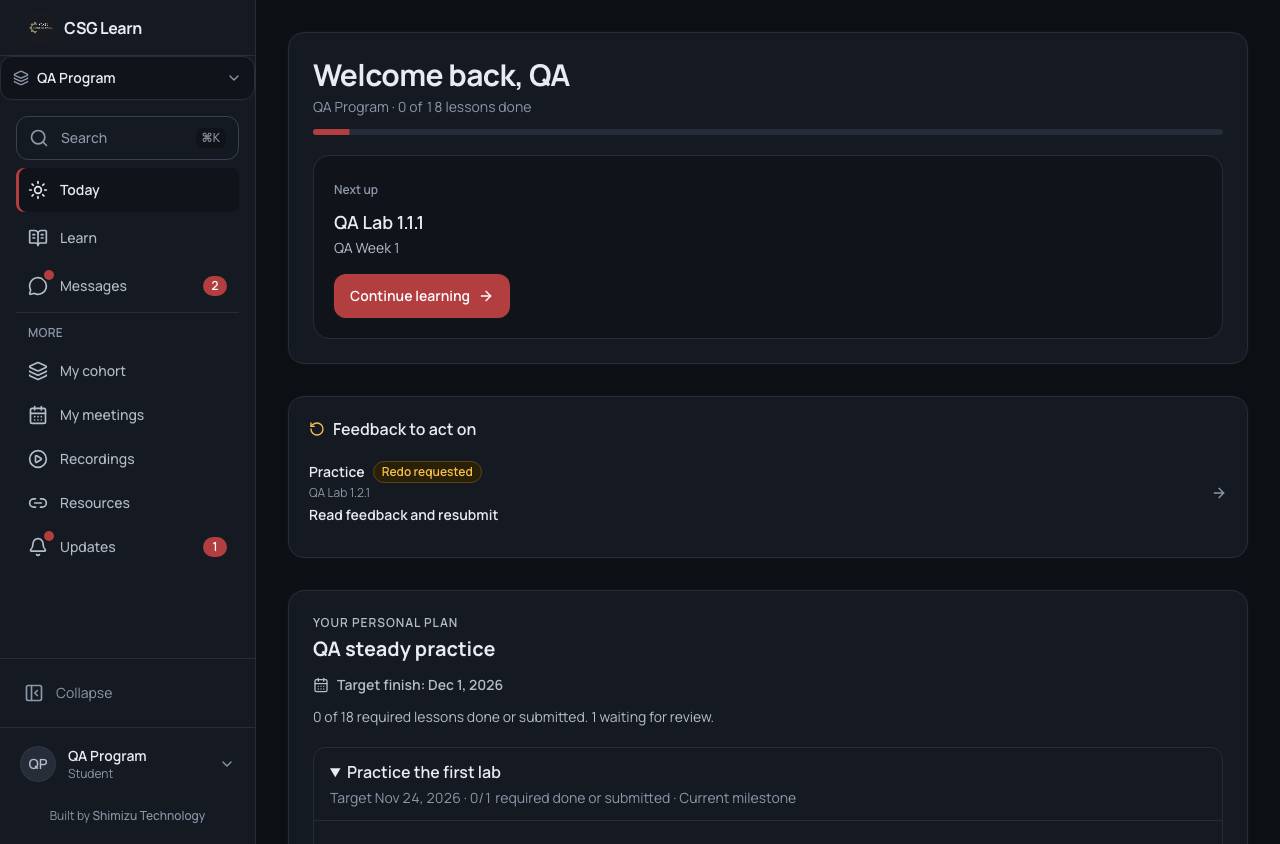 CSG Learn
QA Program
Search ⌘K
Today
Learn
Messages 2
MORE
My cohort
My meetings
Recordings
Resources
Updates 1
Collapse
QP
QA Program
Student
Built by Shimizu Technology
Welcome back, QA
QA Program · 0 of 18 lessons done
Next up
QA Lab 1.1.1
QA Week 1
Continue learning
Feedback to act on
Practice Redo requested
QA Lab 1.2.1
Read feedback and resubmit
YOUR PERSONAL PLAN
QA steady practice
Target finish: Dec 1, 2026
0 of 18 required lessons done or submitted. 1 waiting for review.
Practice the first lab
Target Nov 24, 2026 · 0/1 required done or submitted · Current milestone